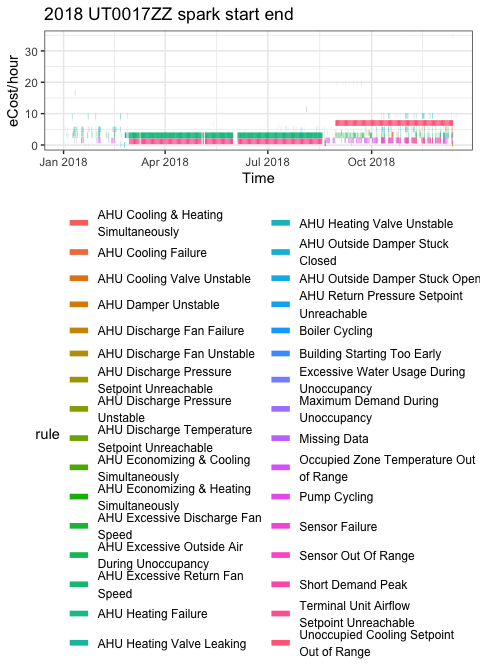 2018 UT0017ZZ spark start end
eCost/hour
30
20
10
0
Jan 2018
Apr 2018
Jul 2018
Oct 2018
Time
rule
AHU Cooling & Heating
Simultaneously
AHU Cooling Failure
AHU Cooling Valve Unstable
AHU Damper Unstable
AHU Discharge Fan Failure
AHU Discharge Fan Unstable
AHU Discharge Pressure
Setpoint Unreachable
AHU Discharge Pressure
Unstable
AHU Discharge Temperature
Setpoint Unreachable
AHU Economizing & Cooling
Simultaneously
AHU Economizing & Heating
Simultaneously
AHU Excessive Discharge Fan
Speed
AHU Excessive Outside Air
During Unoccupancy
AHU Excessive Return Fan
Speed
AHU Heating Failure
AHU Heating Valve Leaking
AHU Heating Valve Unstable
AHU Outside Damper Stuck
Closed
AHU Outside Damper Stuck Open
AHU Return Pressure Setpoint
Unreachable
Boiler Cycling
Building Starting Too Early
Excessive Water Usage During
Unoccupancy
Maximum Demand During
Unoccupancy
Missing Data
Occupied Zone Temperature Out
of Range
Pump Cycling
Sensor Failure
Sensor Out Of Range
Short Demand Peak
Terminal Unit Airflow
Setpoint Unreachable
Unoccupied Cooling Setpoint
Out of Range